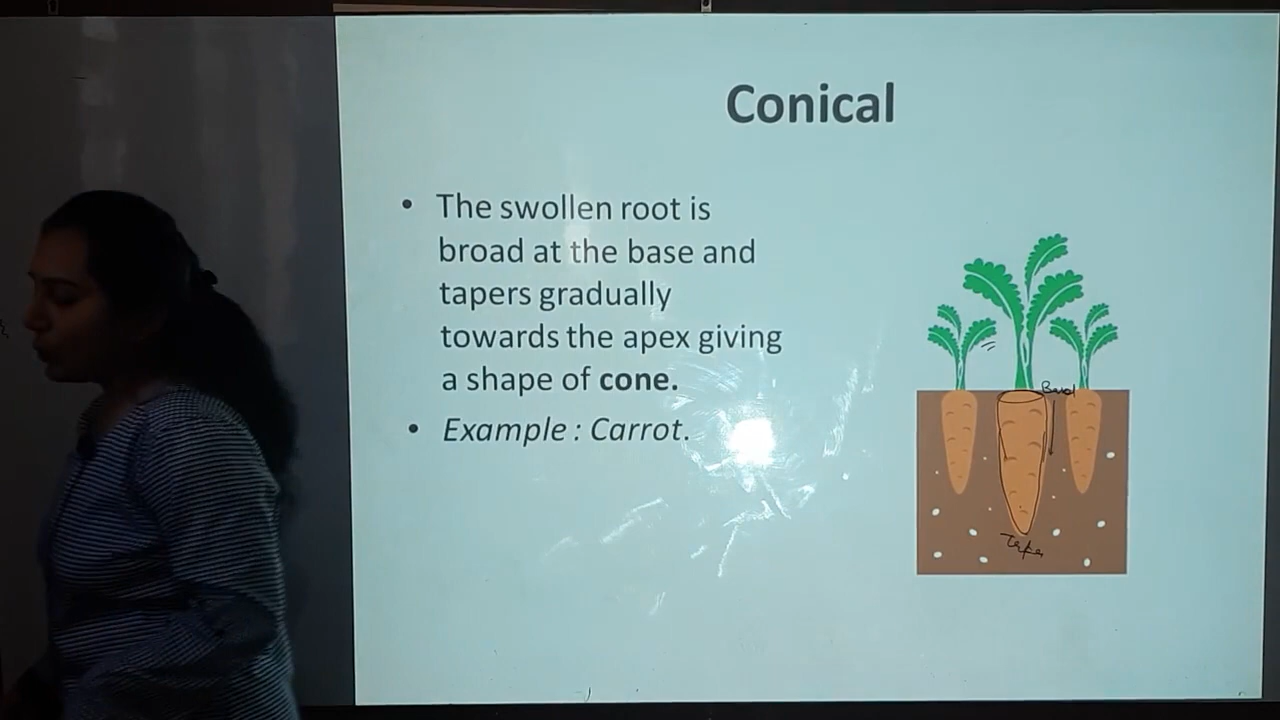 Conical
• The swollen root is
broad at the base and
tapers gradually
towards the apex giving
a shape of cone.
• Example : Carrot.